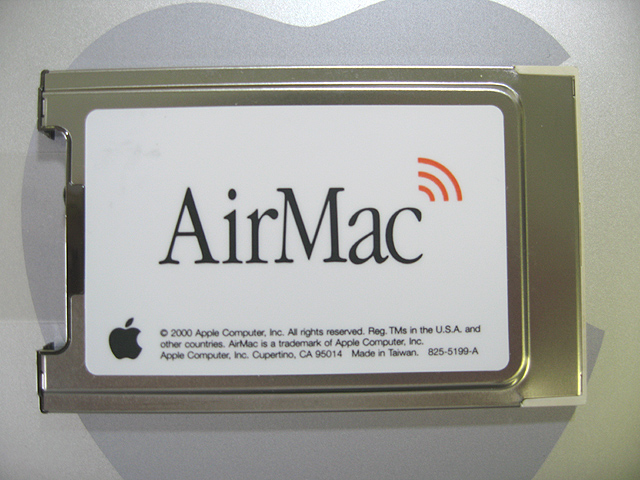 AirMac
© 2000 Apple Computer, Inc. All rights reserved. Reg. TMs in the U.S.A. and
other countries. AirMac is a trademark of Apple Computer, Inc.
Apple Computer, Inc. Cupertino, CA 95014 Made in Taiwan. 825-5199-A